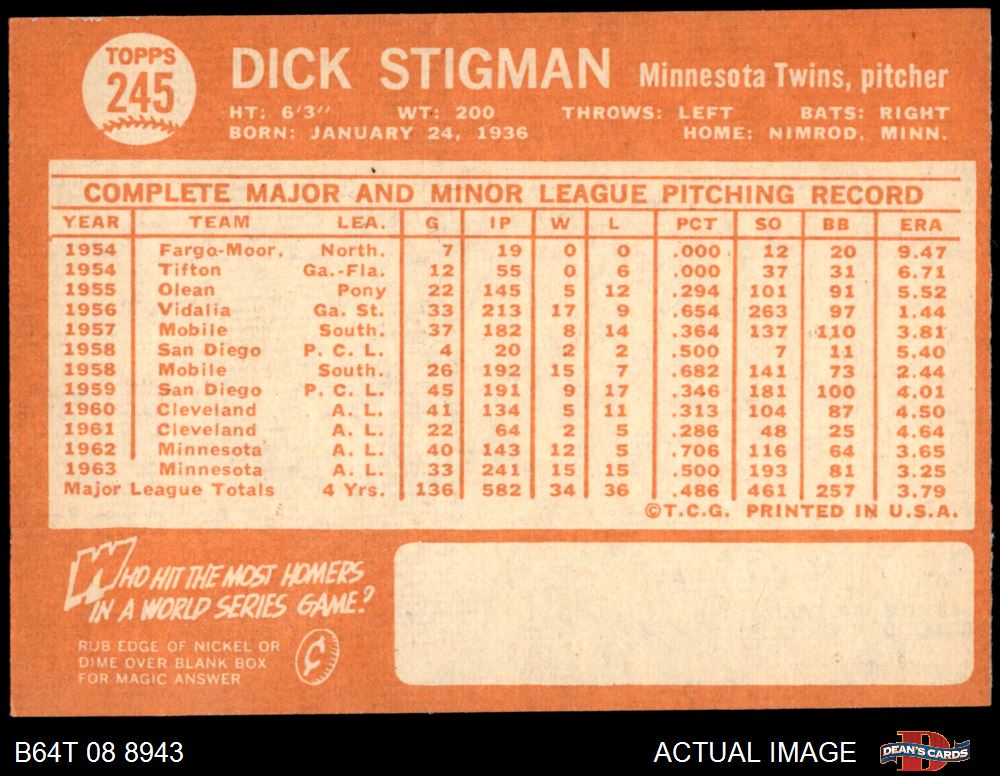 TOPPS
245
DICK STIGMAN Minnesota Twins, pitcher
HT: 6'3" WT: 200 THROWS: LEFT BATS: RIGHT
BORN: JANUARY 24, 1936 HOME: NIMROD, MINN.
COMPLETE MAJOR AND MINOR LEAGUE PITCHING RECORD
YEAR TEAM LEA. G IP W L PCT SO BB ERA
1954 Fargo-Moor. North. 7 19 0 0 .000 12 20 9.47
1954 Tifton Ga.-Fla. 12 55 0 6 .000 37 31 6.71
1955 Olean Pony 22 145 5 12 .294 101 91 5.52
1956 Vidalia Ga. St. 33 213 17 9 .654 263 97 1.44
1957 Mobile South. 37 182 8 14 .364 137 110 3.81
1958 San Diego P. C. L. 4 20 2 2 .500 7 11 5.40
1958 Mobile South. 26 192 15 7 .682 141 73 2.44
1959 San Diego P. C. L. 45 191 9 17 .346 181 100 4.01
1960 Cleveland A. L. 41 134 5 11 .313 104 87 4.50
1961 Cleveland A. L. 22 64 2 5 .286 48 25 4.64
1962 Minnesota A. L. 40 143 12 5 .706 116 64 3.65
1963 Minnesota A. L. 33 241 15 15 .500 193 81 3.25
Major League Totals 4 Yrs. 136 582 34 36 .486 461 257 3.79
©T.C.G. PRINTED IN U.S.A.
WHO HIT THE MOST HOMERS
IN A WORLD SERIES GAME?
RUB EDGE OF NICKEL OR
DIME OVER BLANK BOX
FOR MAGIC ANSWER
¢
B64T 08 8943 ACTUAL IMAGE DEAN'S CARDS